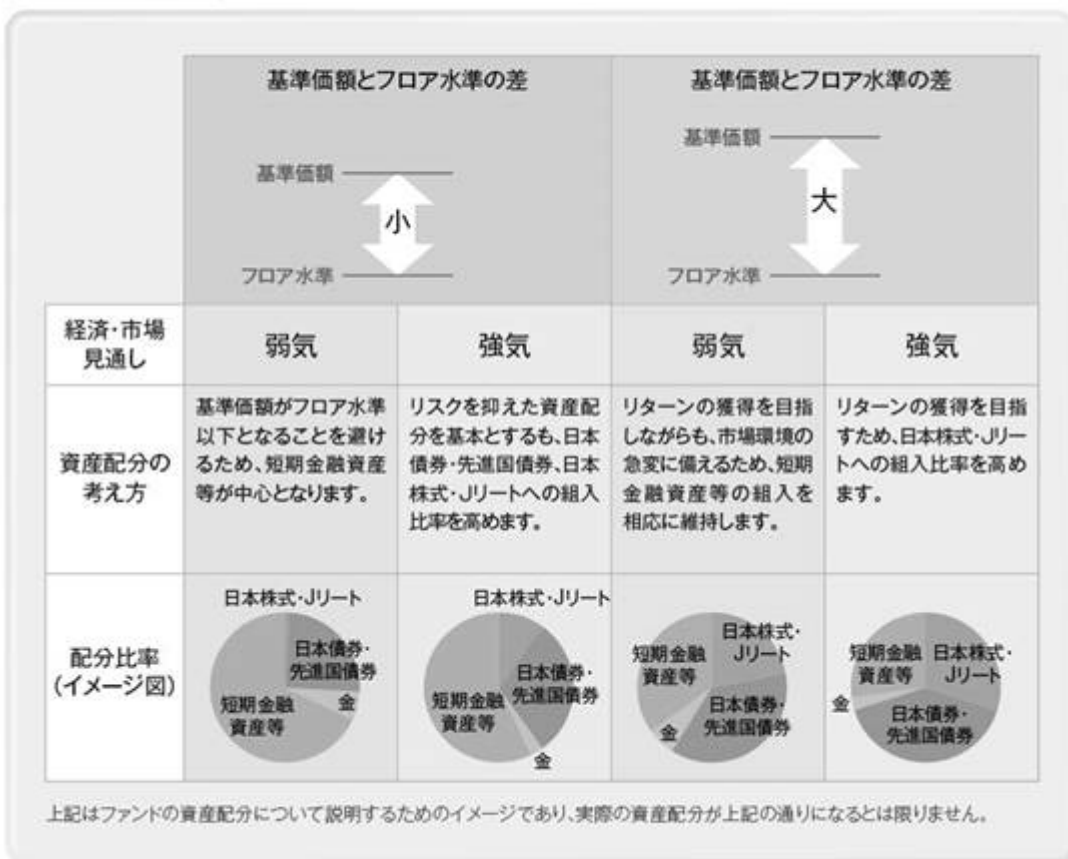 基準価額とフロア水準の差
基準価額
小
フロア水準
基準価額とフロア水準の差
基準価額
大
フロア水準
経済・市場
見通し
弱気
強気
弱気
強気
資産配分の
考え方
基準価額がフロア水準
以下となることを避け
るため、短期金融資産
等が中心となります。
リスクを抑えた資産配
分を基本とするも、日本
債券・先進国債券、日本
株式・Jリートへの組入
比率を高めます。
リターンの獲得を目指
しながらも、市場環境の
急変に備えるため、短期
金融資産等の組入を
相応に維持します。
リターンの獲得を目指
すため、日本株式・Jリー
トへの組入比率を高め
ます。
配分比率
(イメージ図)
日本株式・Jリート
日本債券・
先進国債券
金
短期金融
資産等
日本株式・Jリート
日本債券・
先進国債券
短期金融
資産等
金
日本株式・
Jリート
短期金融
資産等
日本債券・
先進国債券
金
短期金融
資産等
日本株式・
Jリート
金
日本債券・
先進国債券
上記はファンドの資産配分について説明するためのイメージであり、実際の資産配分が上記の通りになるとは限りません。